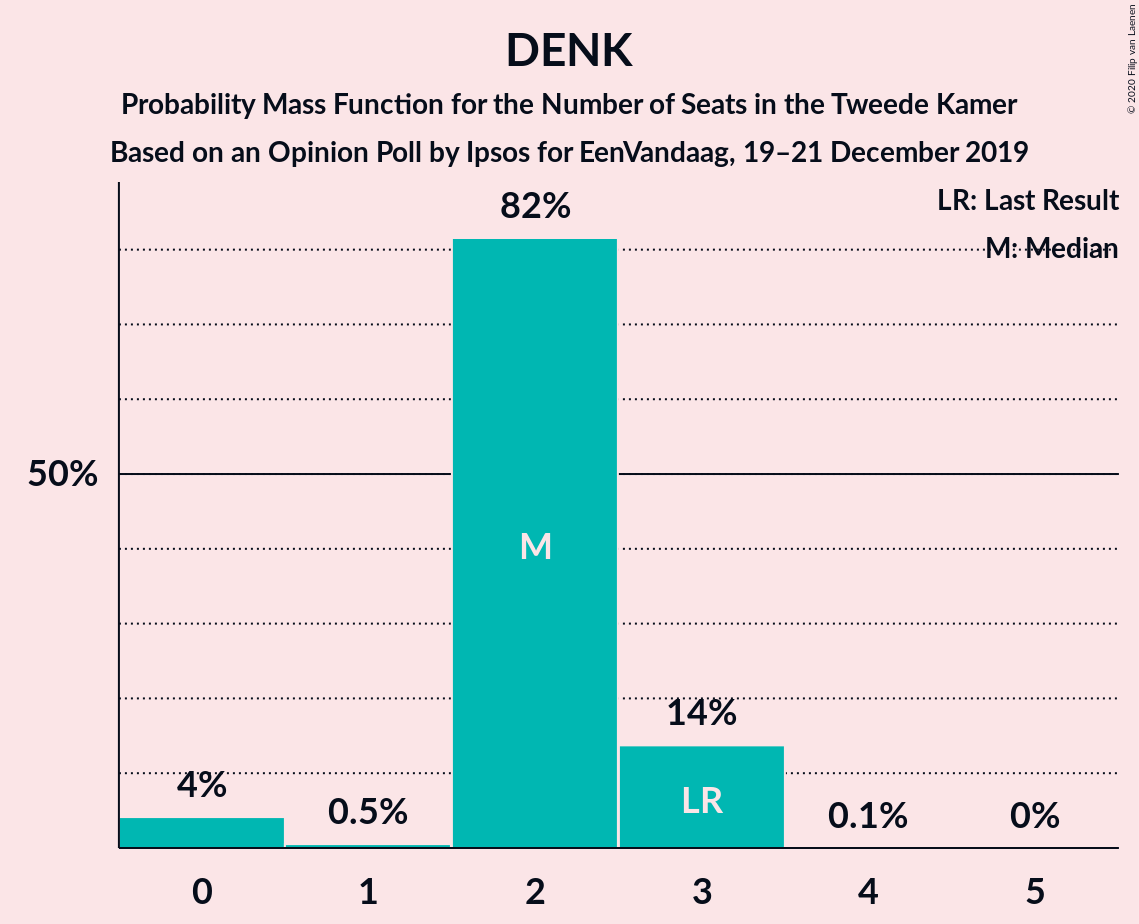 DENK
Probability Mass Function for the Number of Seats in the Tweede Kamer
Based on an Opinion Poll by Ipsos for EenVandaag, 19–21 December 2019
© 2020 Filip van Laenen
LR: Last Result
M: Median
82%
50%
M
14%
LR
4%
0.5%
0.1%
0%
0 1 2 3 4 5